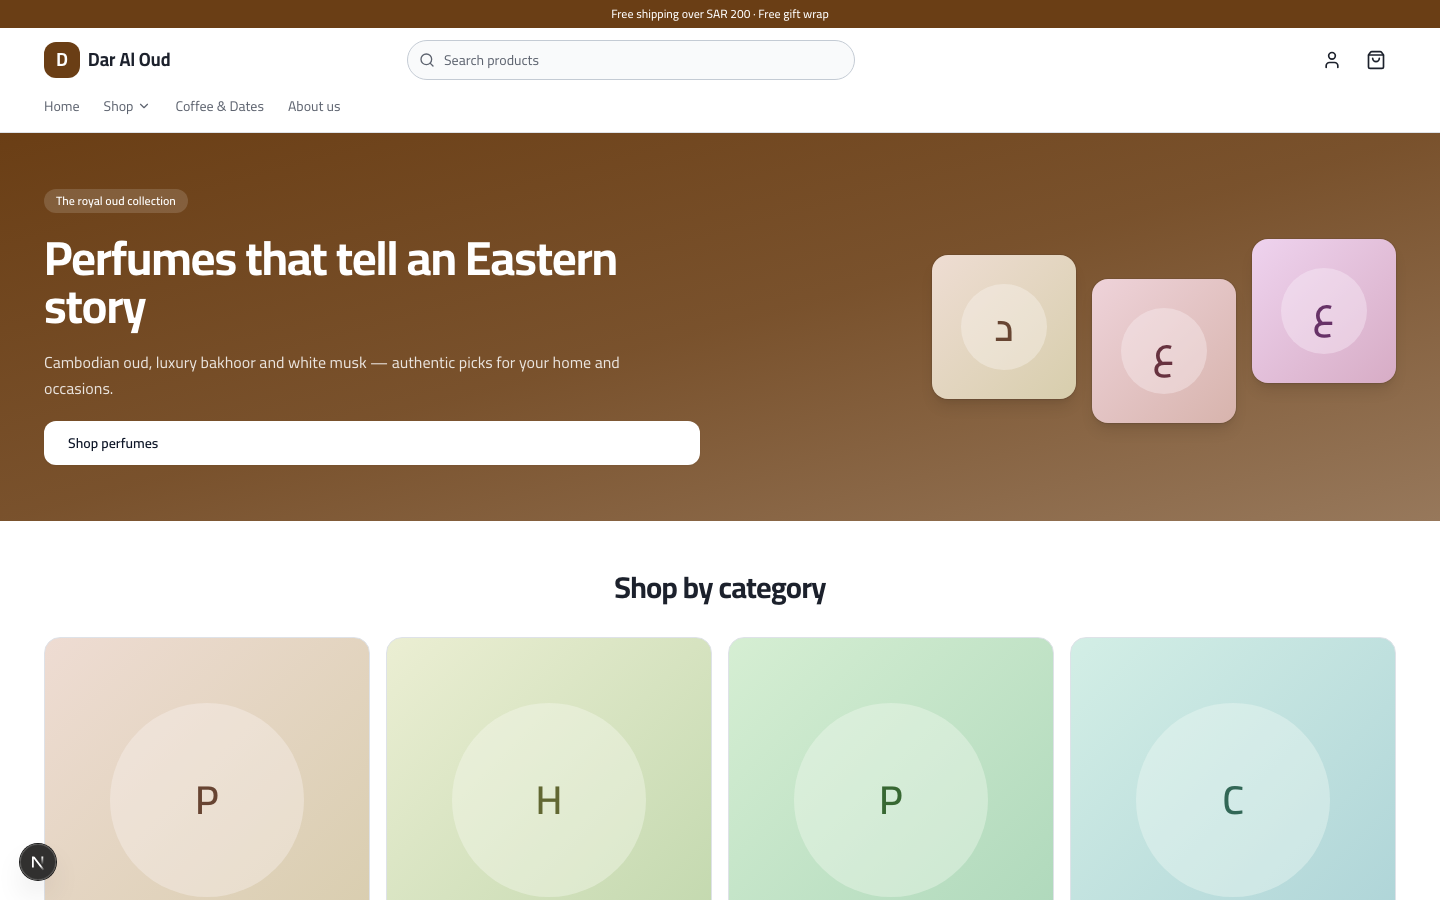 Free shipping over SAR 200 · Free gift wrap
D Dar Al Oud
Search products
Home Shop Coffee & Dates About us
The royal oud collection
Perfumes that tell an Eastern
story
Cambodian oud, luxury bakhoor and white musk — authentic picks for your home and
occasions.
Shop perfumes
د ع ع
Shop by category
P H P C
N